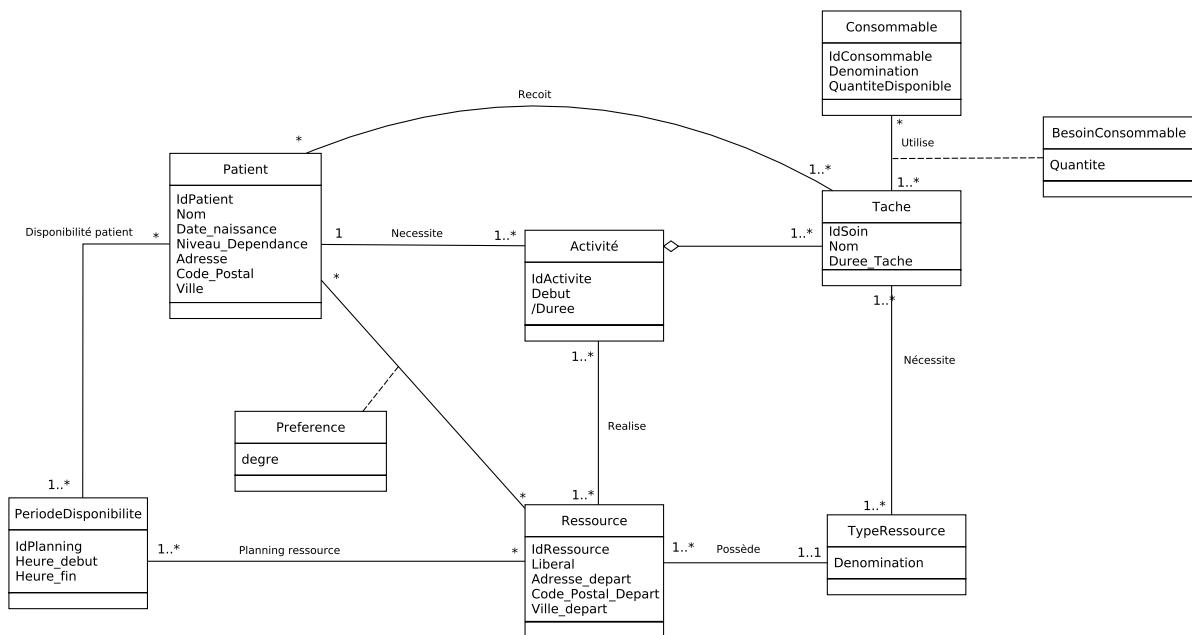 Consommable
IdConsommable
Denomination
QuantiteDisponible
Recoit
*
Utilise
BesoinConsommable
Quantite
*
1..*
1..*
Patient
IdPatient
Nom
Date_naissance
Niveau_Dependance
Adresse
Code_Postal
Ville
Tache
IdSoin
Nom
Duree_Tache
Disponibilité patient
*
1
Necessite
1..*
Activité
IdActivite
Debut
/Duree
1..*
*
1..*
1..*
Nécessite
Preference
degre
Realise
1..*
*
1..*
1..*
PeriodeDisponibilite
IdPlanning
Heure_debut
Heure_fin
1..*
Planning ressource
*
Ressource
IdRessource
Liberal
Adresse_depart
Code_Postal_Depart
Ville_depart
1..*
Possède
1..1
TypeRessource
Denomination